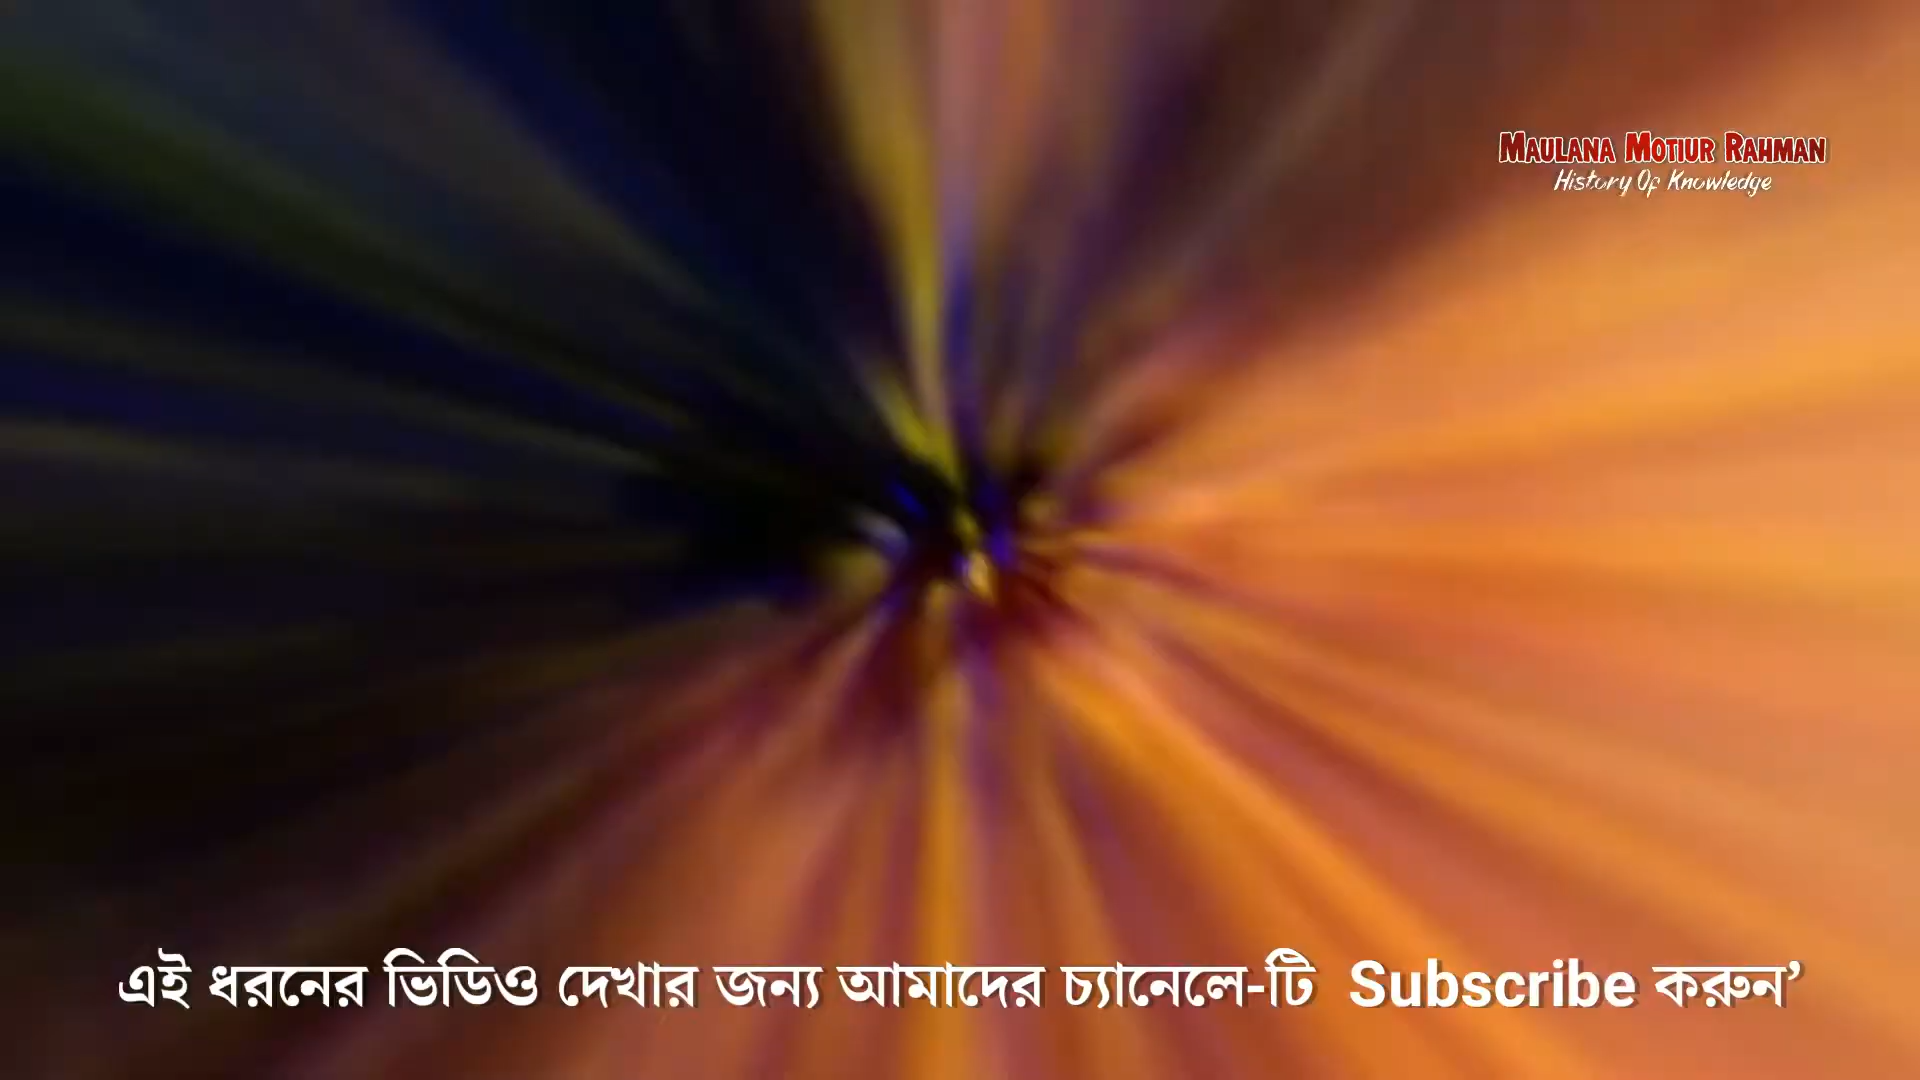 MAULANA MOTIUR RAHMAN
History Of Knowledge
এই ধরনের ভিডিও দেখার জন্য আমাদের চ্যানেলে-টি Subscribe করুন’